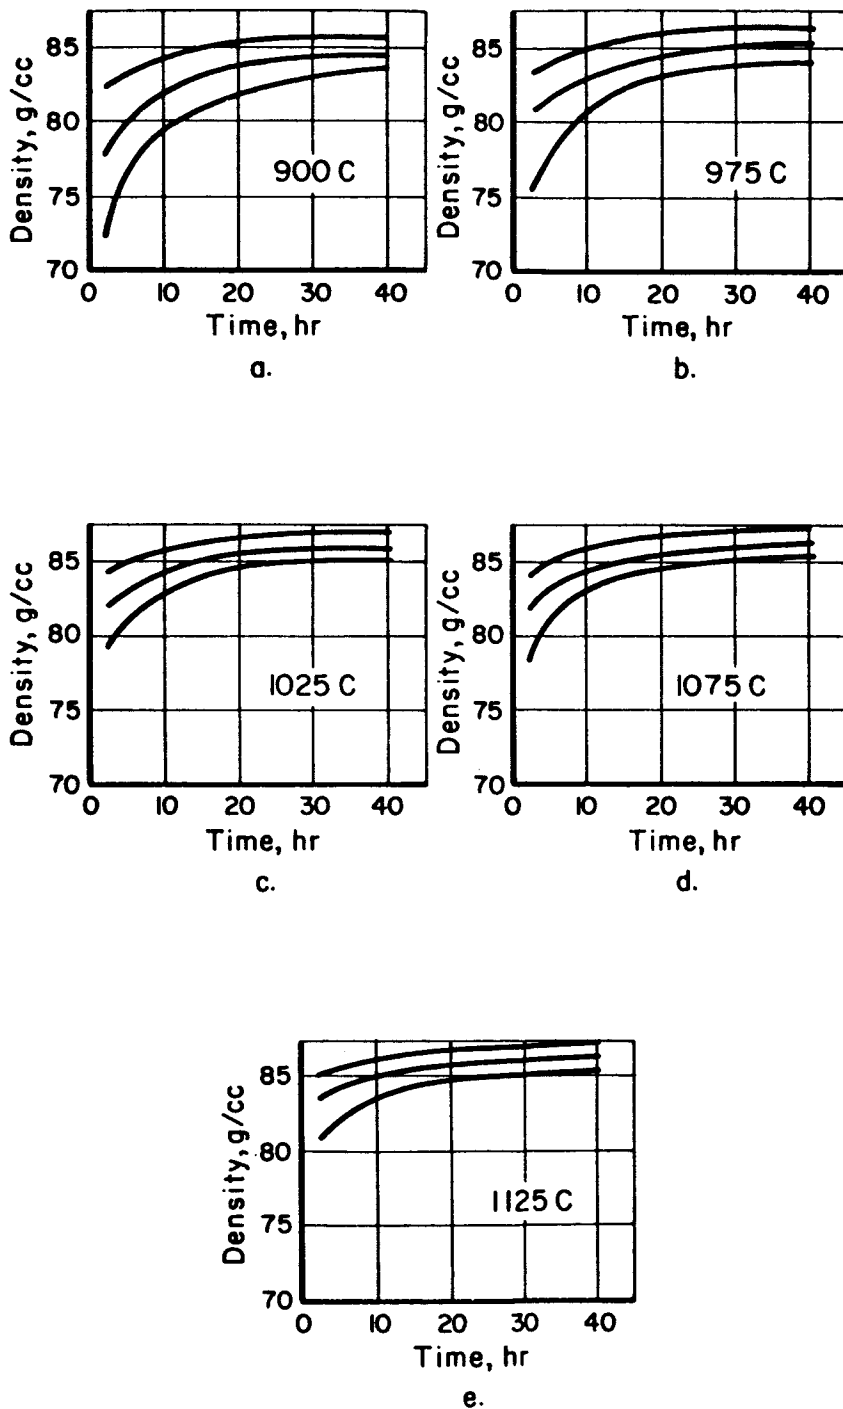 Density, g/cc
85
80
75
70
900 C
0 10 20 30 40
Time, hr
a.
Density, g/cc
85
80
75
70
975 C
0 10 20 30 40
Time, hr
b.
Density, g/cc
85
80
75
70
1025 C
0 10 20 30 40
Time, hr
c.
Density, g/cc
85
80
75
70
1075 C
0 10 20 30 40
Time, hr
d.
Density, g/cc
85
80
75
70
1125 C
0 10 20 30 40
Time, hr
e.